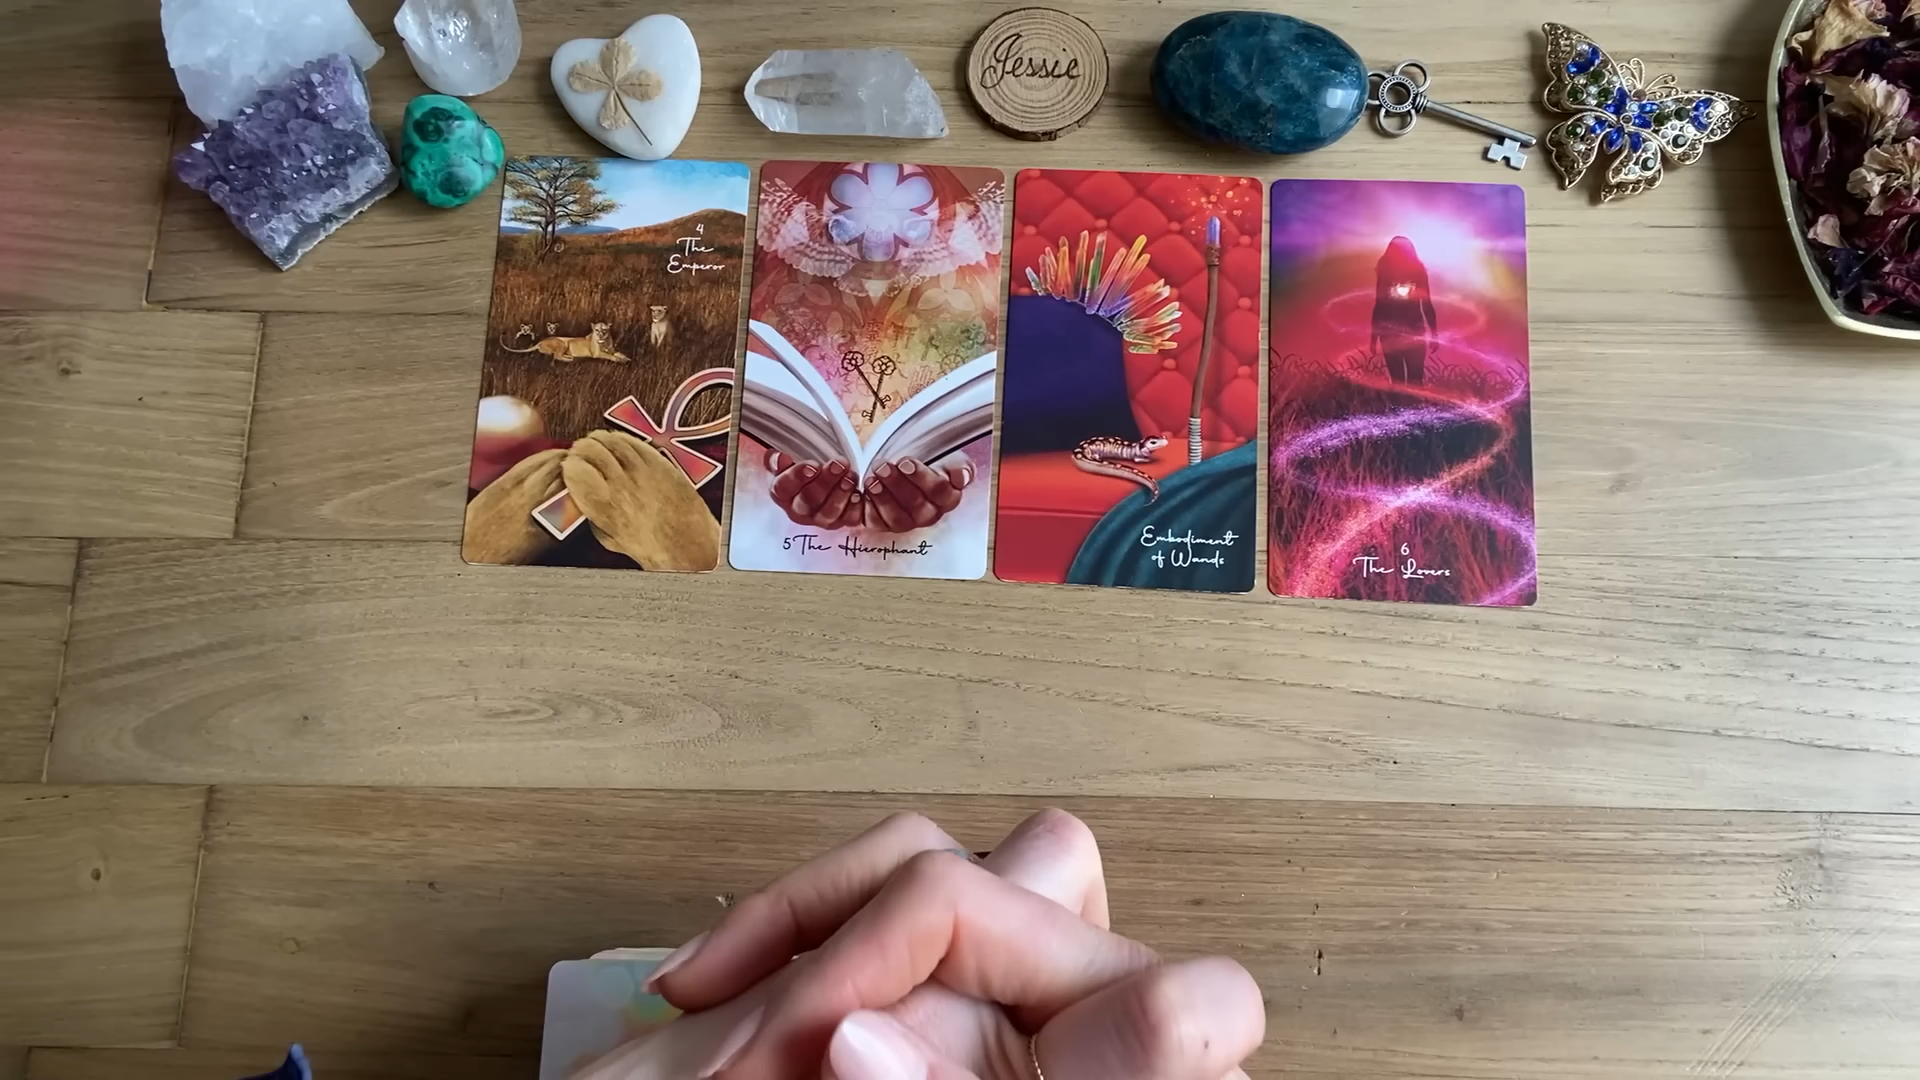 Jessie
4
The
Emperor
5 The Hierophant
Embodiment
of Wands
6
The Lovers